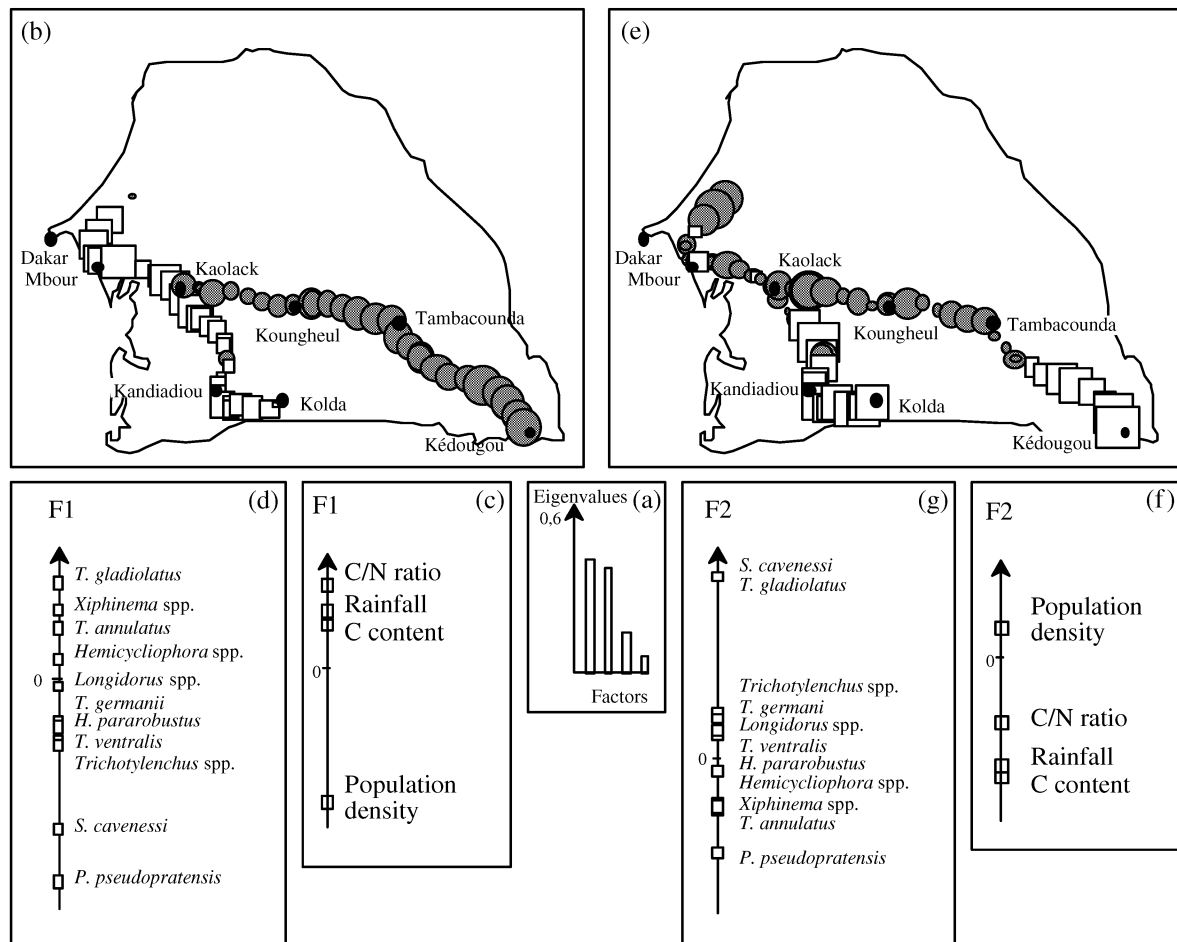 (b)
Dakar
Mbour
Kaolack
Koungheul
Tambacounda
Kandiadiou
Kolda
Kédougou
(e)
Dakar
Mbour
Kaolack
Koungheul
Tambacounda
Kandiadiou
Kolda
Kédougou
(d)
F1
T. gladiolatus
Xiphinema spp.
T. annulatus
Hemicycliophora spp.
0
Longidorus spp.
T. germanii
H. pararobustus
T. ventralis
Trichotylenchus spp.
S. cavenessi
P. pseudopratensis
(c)
F1
C/N ratio
Rainfall
C content
0
Population
density
(a)
Eigenvalues
0,6
Factors
(g)
F2
S. cavenessi
T. gladiolatus
Trichotylenchus spp.
T. germani
Longidorus spp.
T. ventralis
0
H. pararobustus
Hemicycliophora spp.
Xiphinema spp.
T. annulatus
P. pseudopratensis
(f)
F2
Population
density
0
C/N ratio
Rainfall
C content